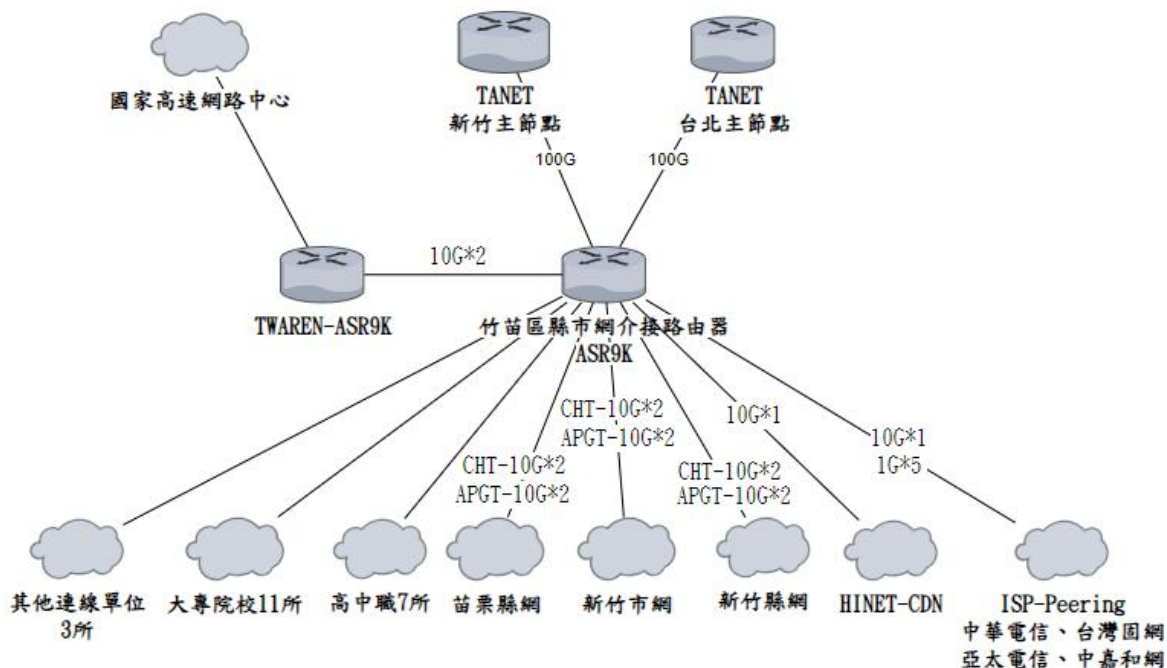 國家高速網路中心
TANET
新竹主節點
TANET
台北主節點
100G
100G
10G*2
TWAREN-ASR9K
竹苗區縣市網介接路由器
ASR9K
CHT-10G*2
APGT-10G*2
CHT-10G*2
APGT-10G*2
CHT-10G*2
APGT-10G*2
10G*1
10G*1
1G*5
其他連線單位
3所
大專院校11所
高中職7所
苗栗縣網
新竹市網
新竹縣網
HINET-CDN
ISP-Peering
中華電信、台灣固網
亞太電信、中嘉和網